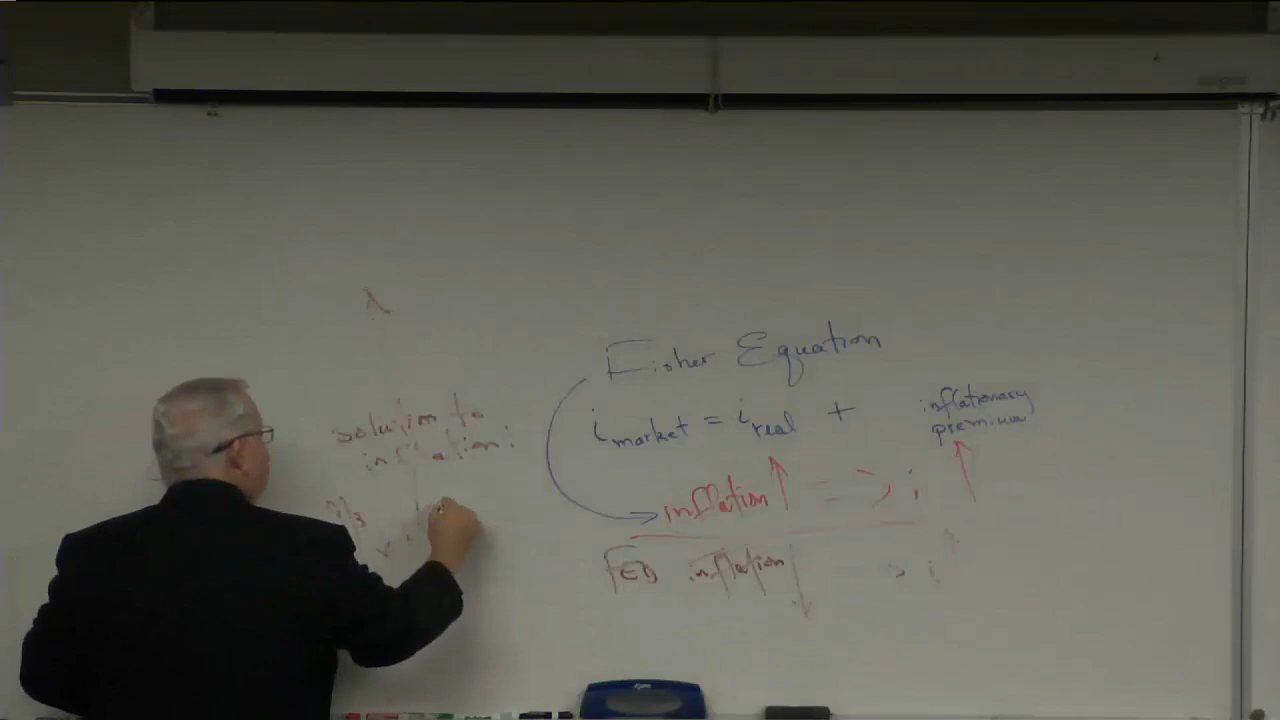 solution to
inflation:
Fisher Equation
i market = i real + inflationary premium
inflation ↑ => i ↑
FED inflation ↓ > i ↑